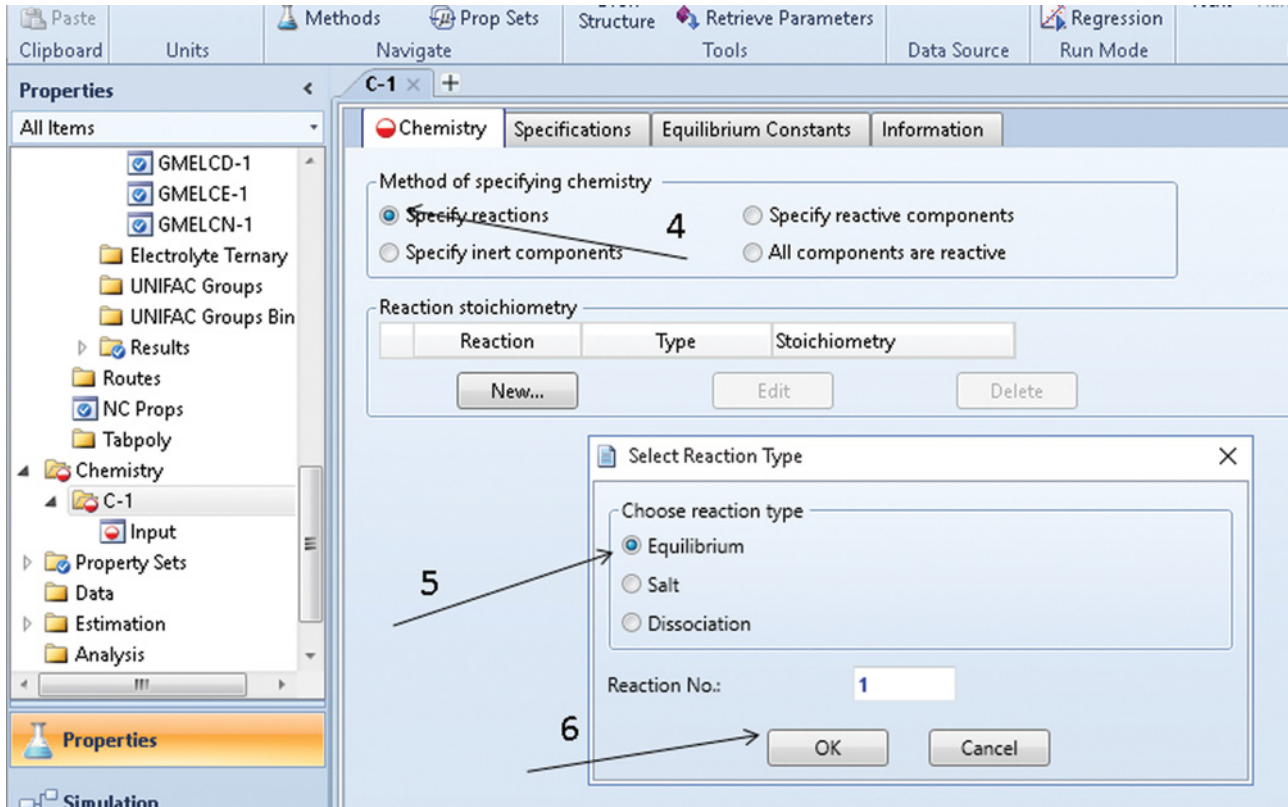 Paste
Methods
Prop Sets
Structure
Retrieve Parameters
Regression
Clipboard
Units
Navigate
Tools
Data Source
Run Mode
Properties
All Items
GMELCD-1
GMELCE-1
GMELCN-1
Electrolyte Ternary
UNIFAC Groups
UNIFAC Groups Bin
Results
Routes
NC Props
Tabpoly
Chemistry
C-1
Input
Property Sets
Data
Estimation
Analysis
Properties
Simulation
C-1
Chemistry
Specifications
Equilibrium Constants
Information
Method of specifying chemistry
Specify reactions
4
Specify reactive components
Specify inert components
All components are reactive
Reaction stoichiometry
Reaction
Type
Stoichiometry
New...
Edit
Delete
Select Reaction Type
Choose reaction type
Equilibrium
5
Salt
Dissociation
Reaction No.:
1
6
OK
Cancel